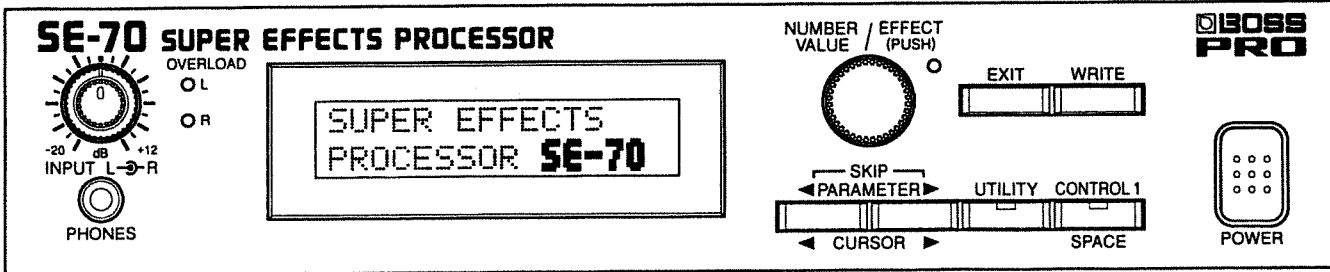 SE-70 SUPER EFFECTS PROCESSOR
OVERLOAD
L
R
0
-20 dB +12
INPUT L R
PHONES
SUPER EFFECTS
PROCESSOR SE-70
NUMBER / EFFECT
VALUE (PUSH)
SKIP
◀ PARAMETER ▶
◀ CURSOR ▶
EXIT WRITE
UTILITY CONTROL 1
SPACE
BOSS
PRO
POWER